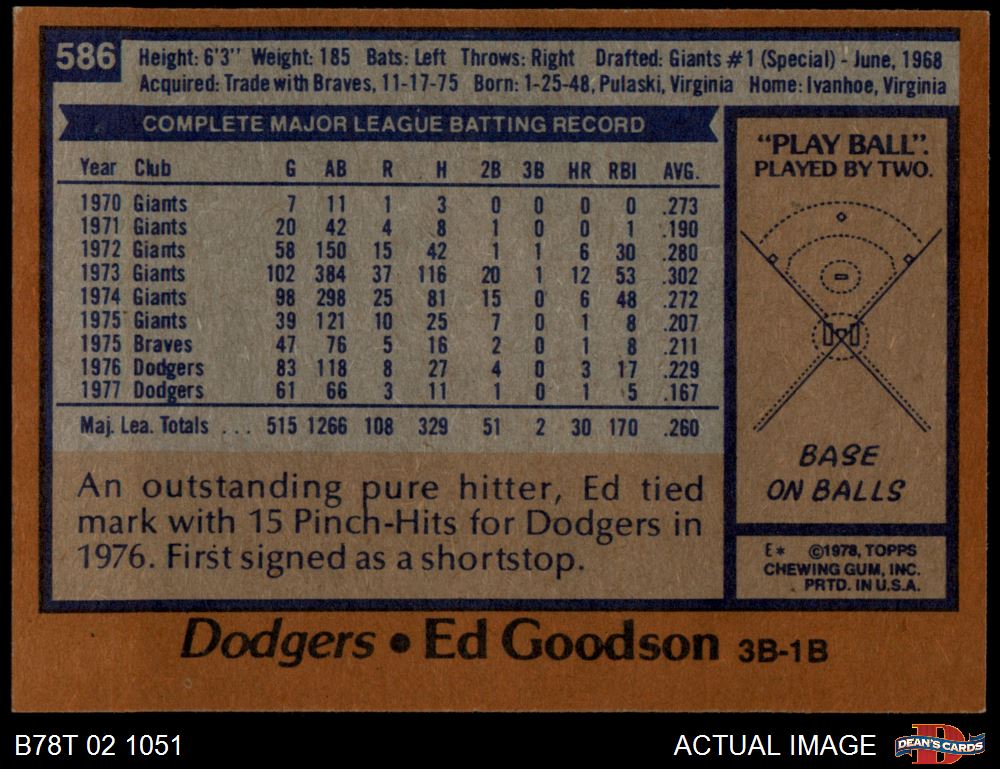 586
Height: 6'3" Weight: 185 Bats: Left Throws: Right Drafted: Giants #1 (Special) - June, 1968
Acquired: Trade with Braves, 11-17-75 Born: 1-25-48, Pulaski, Virginia Home: Ivanhoe, Virginia
COMPLETE MAJOR LEAGUE BATTING RECORD
Year Club G AB R H 2B 3B HR RBI AVG.
1970 Giants 7 11 1 3 0 0 0 0 .273
1971 Giants 20 42 4 8 1 0 0 1 .190
1972 Giants 58 150 15 42 1 1 6 30 .280
1973 Giants 102 384 37 116 20 1 12 53 .302
1974 Giants 98 298 25 81 15 0 6 48 .272
1975 Giants 39 121 10 25 7 0 1 8 .207
1975 Braves 47 76 5 16 2 0 1 8 .211
1976 Dodgers 83 118 8 27 4 0 3 17 .229
1977 Dodgers 61 66 3 11 1 0 1 5 .167
Maj. Lea. Totals ... 515 1266 108 329 51 2 30 170 .260
An outstanding pure hitter, Ed tied
mark with 15 Pinch-Hits for Dodgers in
1976. First signed as a shortstop.
"PLAY BALL".
PLAYED BY TWO.
BASE
ON BALLS
E* ©1978, TOPPS
CHEWING GUM, INC.
PRTD. IN U.S.A.
Dodgers • Ed Goodson 3B-1B
B78T 02 1051
ACTUAL IMAGE
DEAN'S CARDS